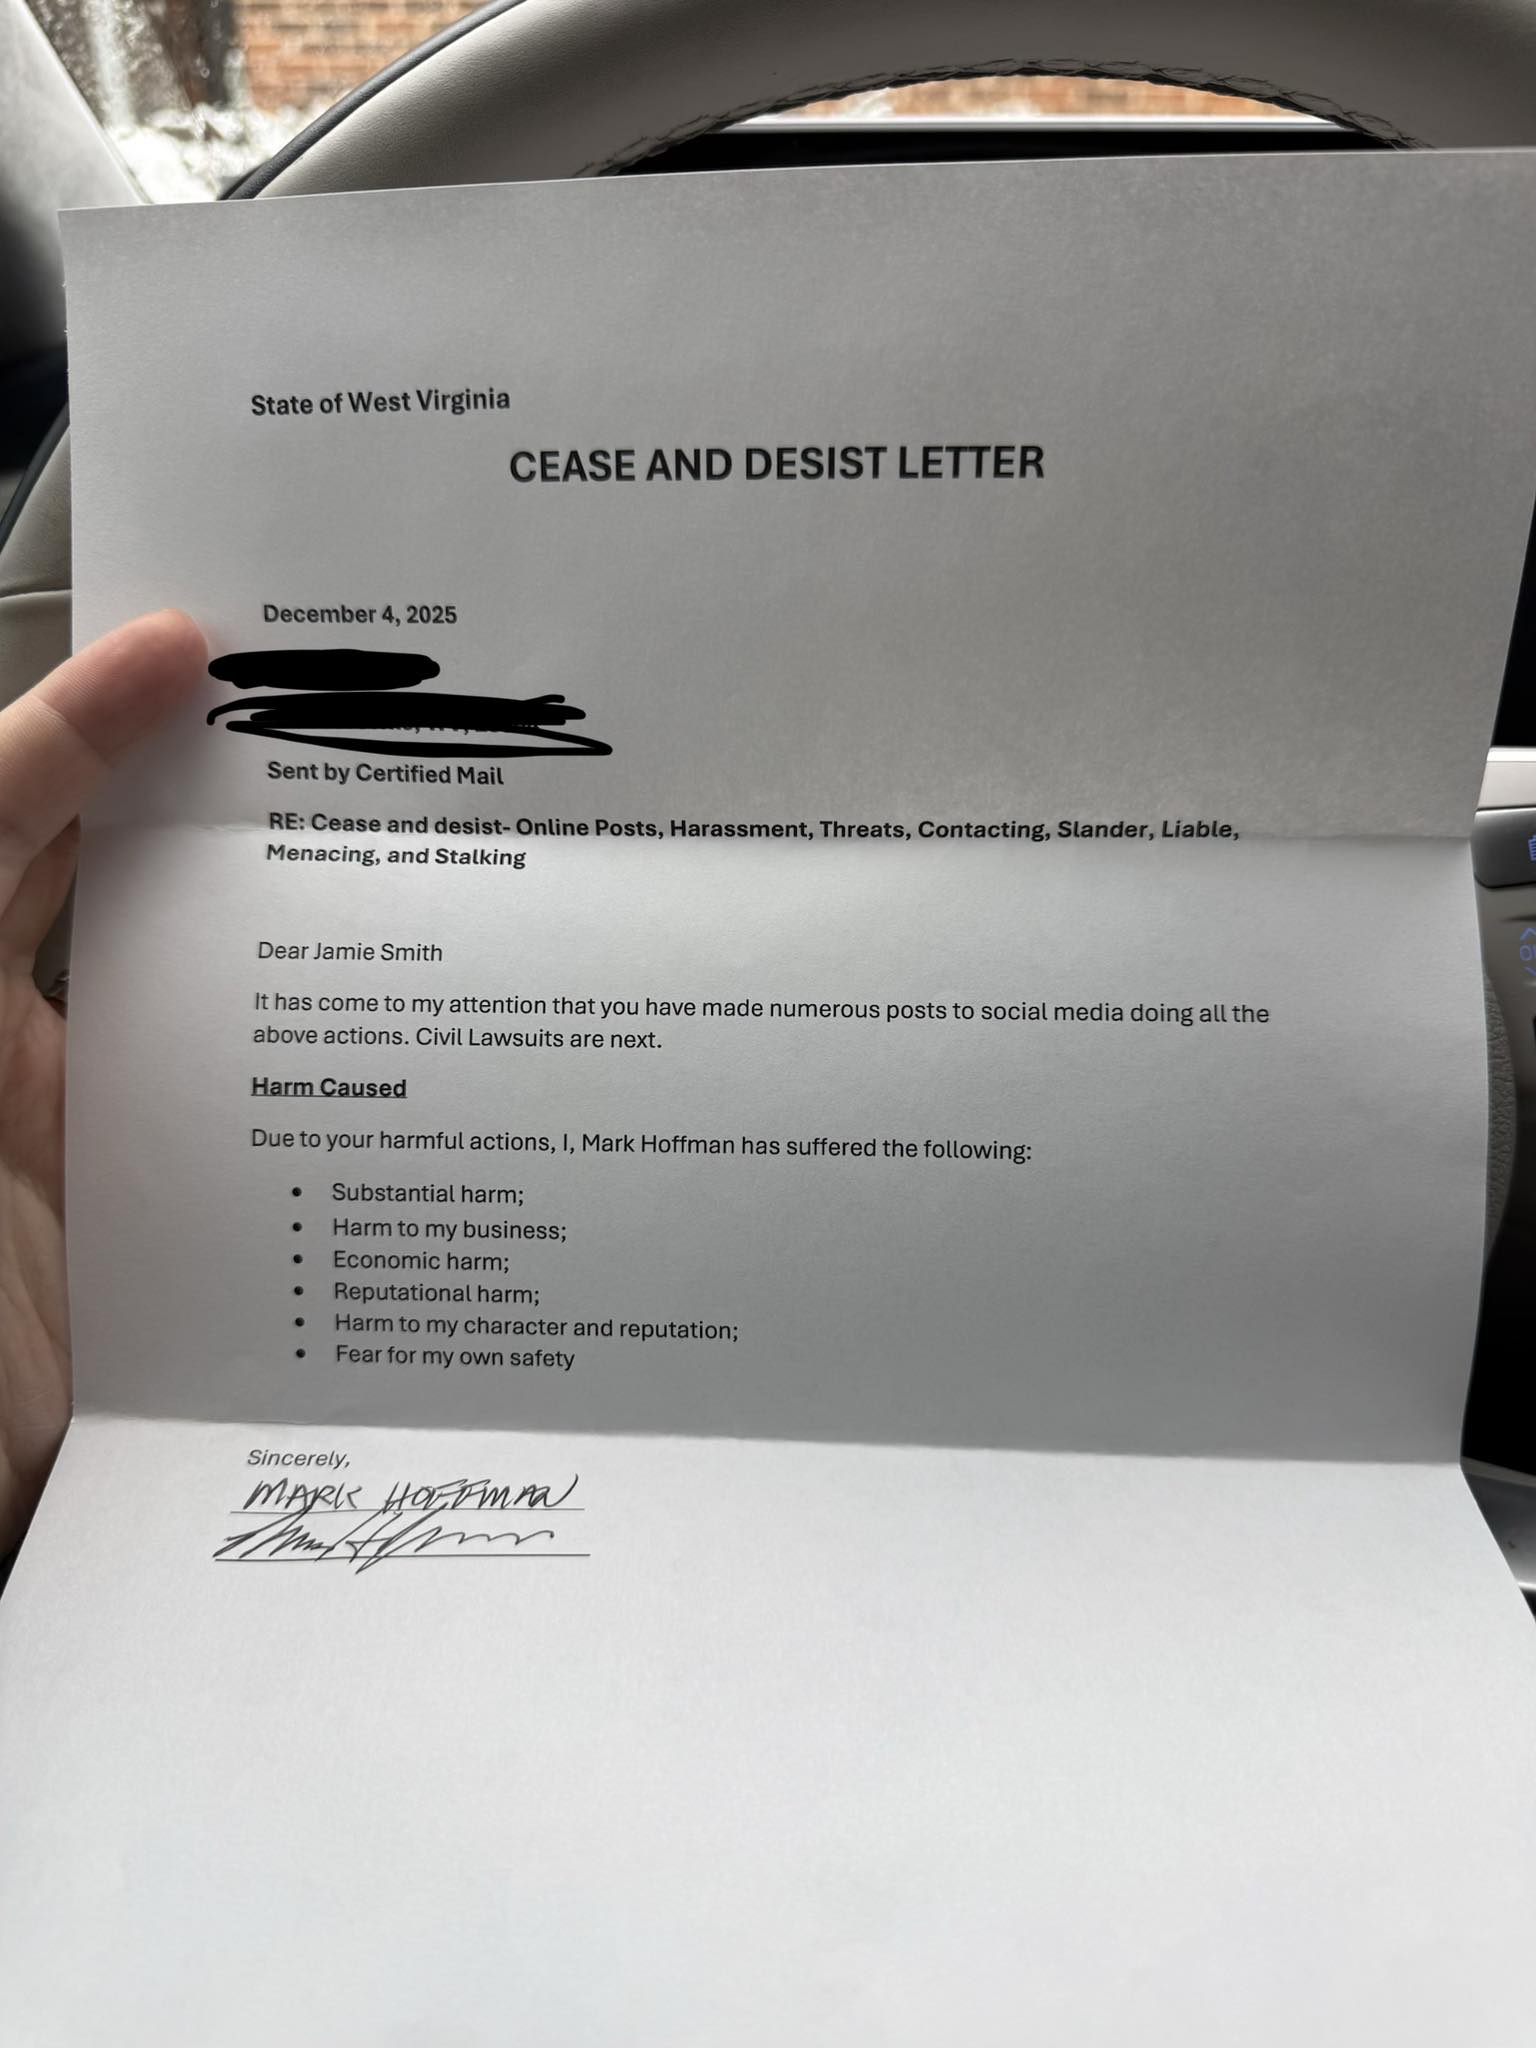 State of West Virginia
CEASE AND DESIST LETTER
December 4, 2025
Sent by Certified Mail
RE: Cease and desist- Online Posts, Harassment, Threats, Contacting, Slander, Liable,
Menacing, and Stalking
Dear Jamie Smith
It has come to my attention that you have made numerous posts to social media doing all the
above actions. Civil Lawsuits are next.
Harm Caused
Due to your harmful actions, I, Mark Hoffman has suffered the following:
• Substantial harm;
• Harm to my business;
• Economic harm;
• Reputational harm;
• Harm to my character and reputation;
• Fear for my own safety
Sincerely,
MARK HOFFMAN